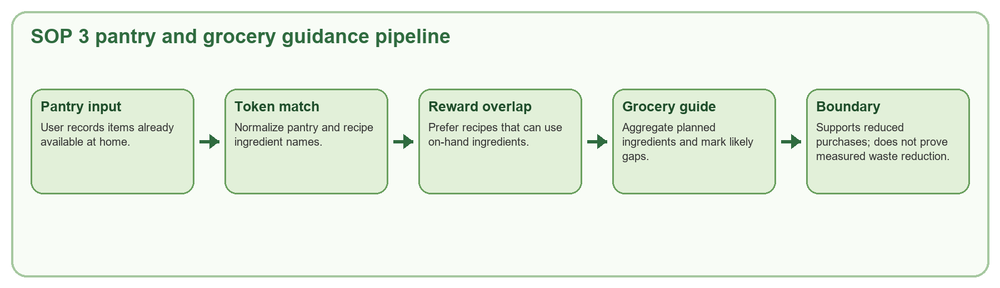 SOP 3 pantry and grocery guidance pipeline
Pantry input
User records items already
available at home.
Token match
Normalize pantry and recipe
ingredient names.
Reward overlap
Prefer recipes that can use
on-hand ingredients.
Grocery guide
Aggregate planned
ingredients and mark likely
gaps.
Boundary
Supports reduced
purchases; does not prove
measured waste reduction.